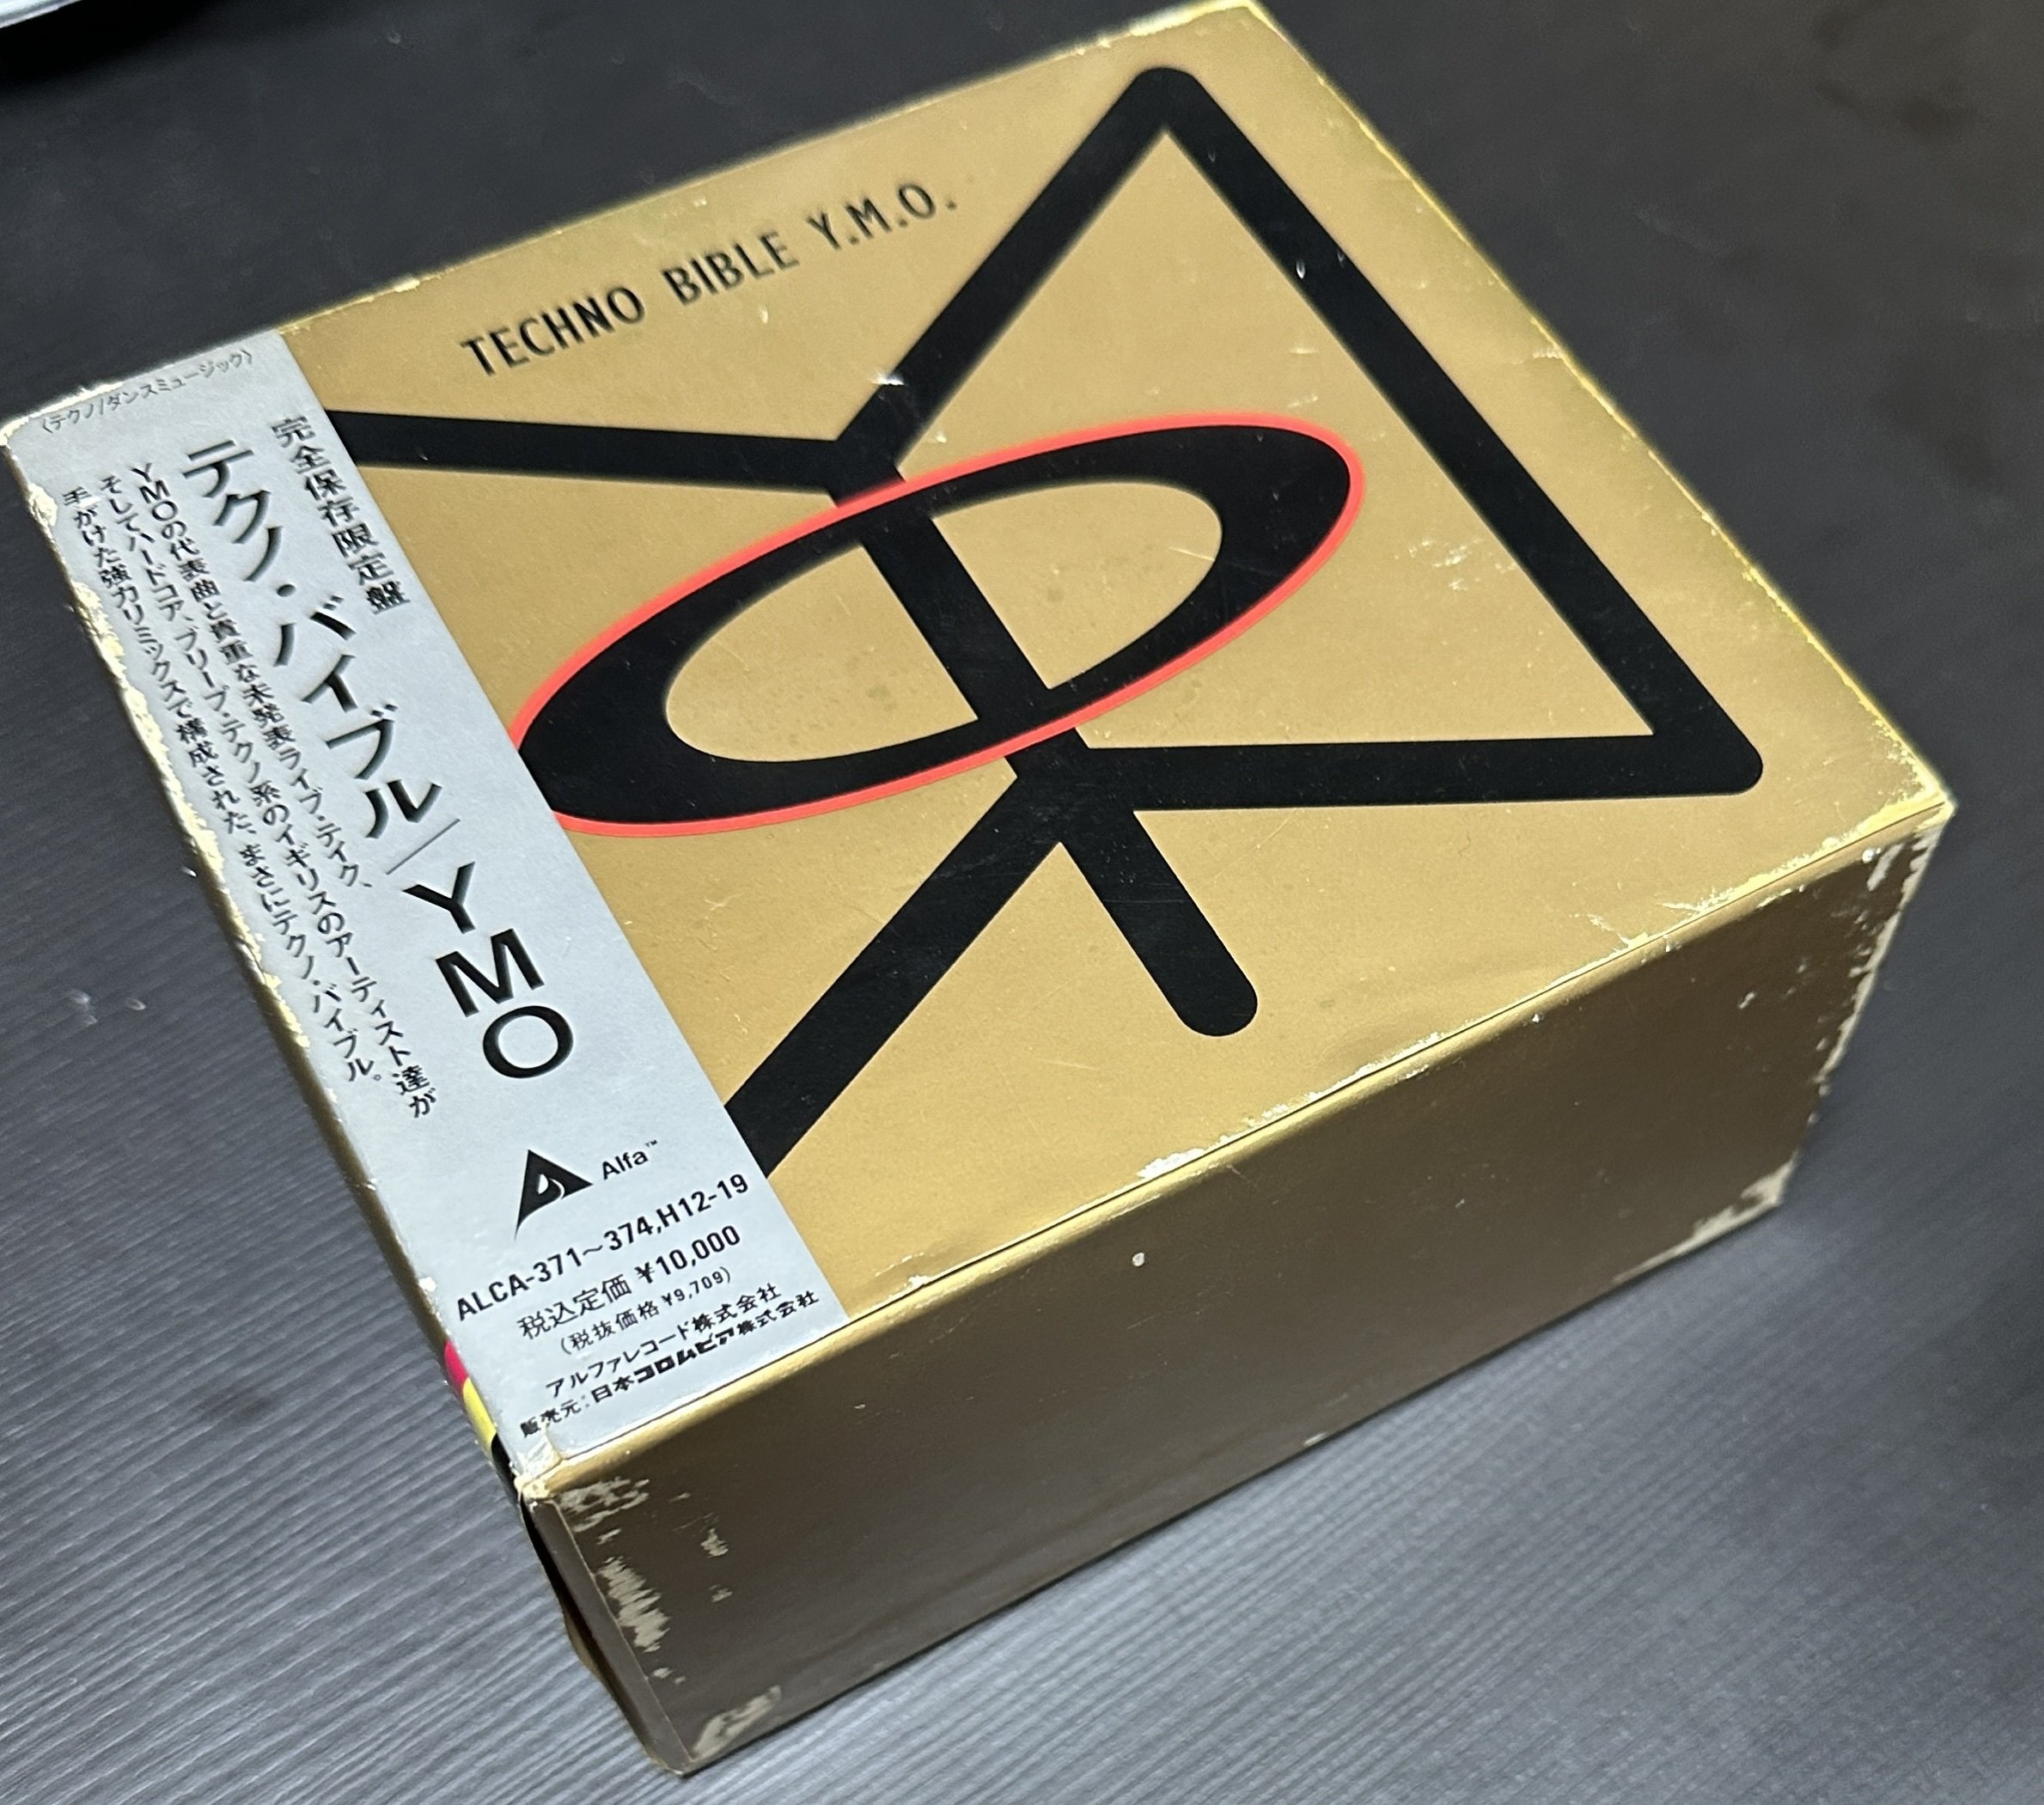 TECHNO BIBLE Y.M.O.
〈テクノ/ダンスミュージック〉
完全保存限定盤
テクノ・バイブル/YMO
YMOの代表曲と貴重な未発表ライブ・テイク、
そしてハードコア、ブリープ・テクノ系のイギリスのアーティスト達が
手がけた強力リミックスで構成された、まさにテクノ・バイブル。
Alfa™
ALCA-371~374,H12-19
税込定価 ¥10,000
(税抜価格 ¥9,709)
アルファレコード株式会社
販売元:日本コロムビア株式会社